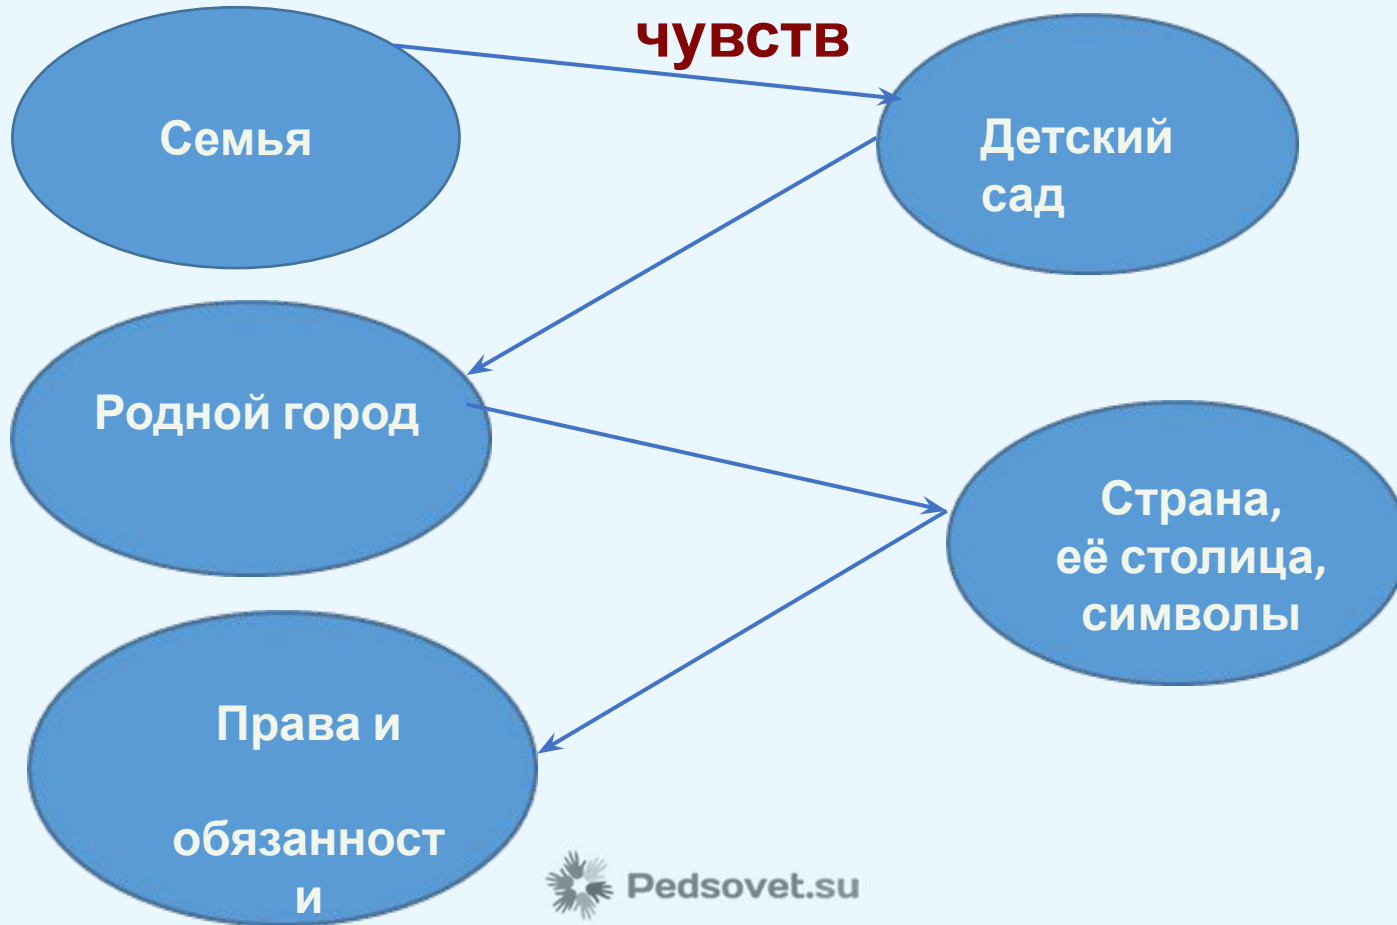 чувств
Семья
Детский
сад
Родной город
Страна,
её столица,
символы
Права и
обязанност
и
Pedsovet.su